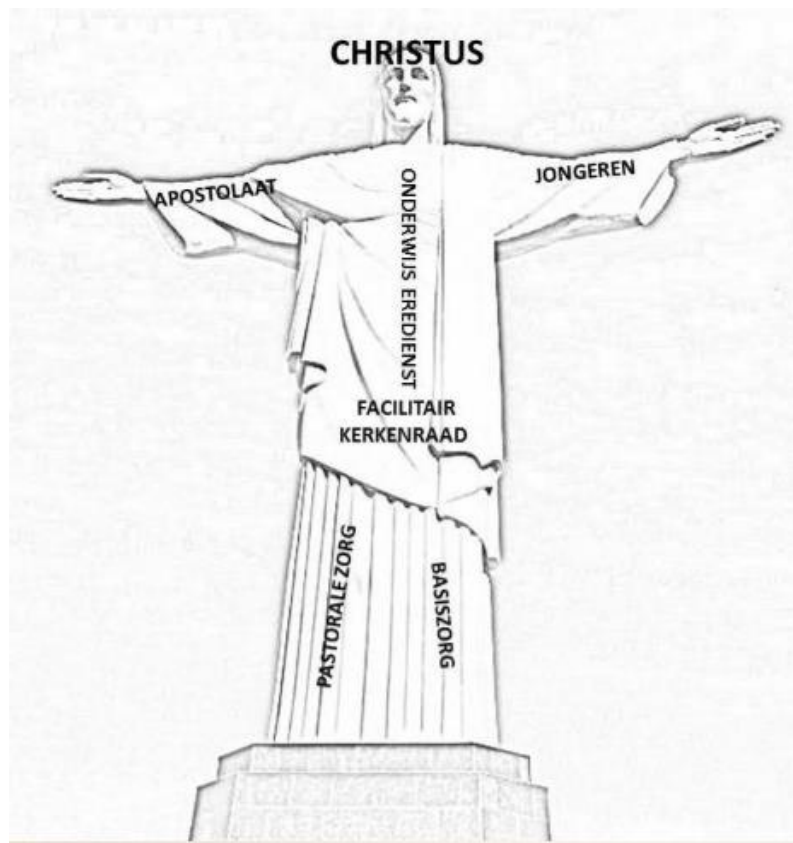 CHRISTUS
APOSTOLAAT
JONGEREN
ONDERWIJS EREDIENST
FACILITAIR
KERKENRAAD
PASTORALE ZORG
BASISZORG